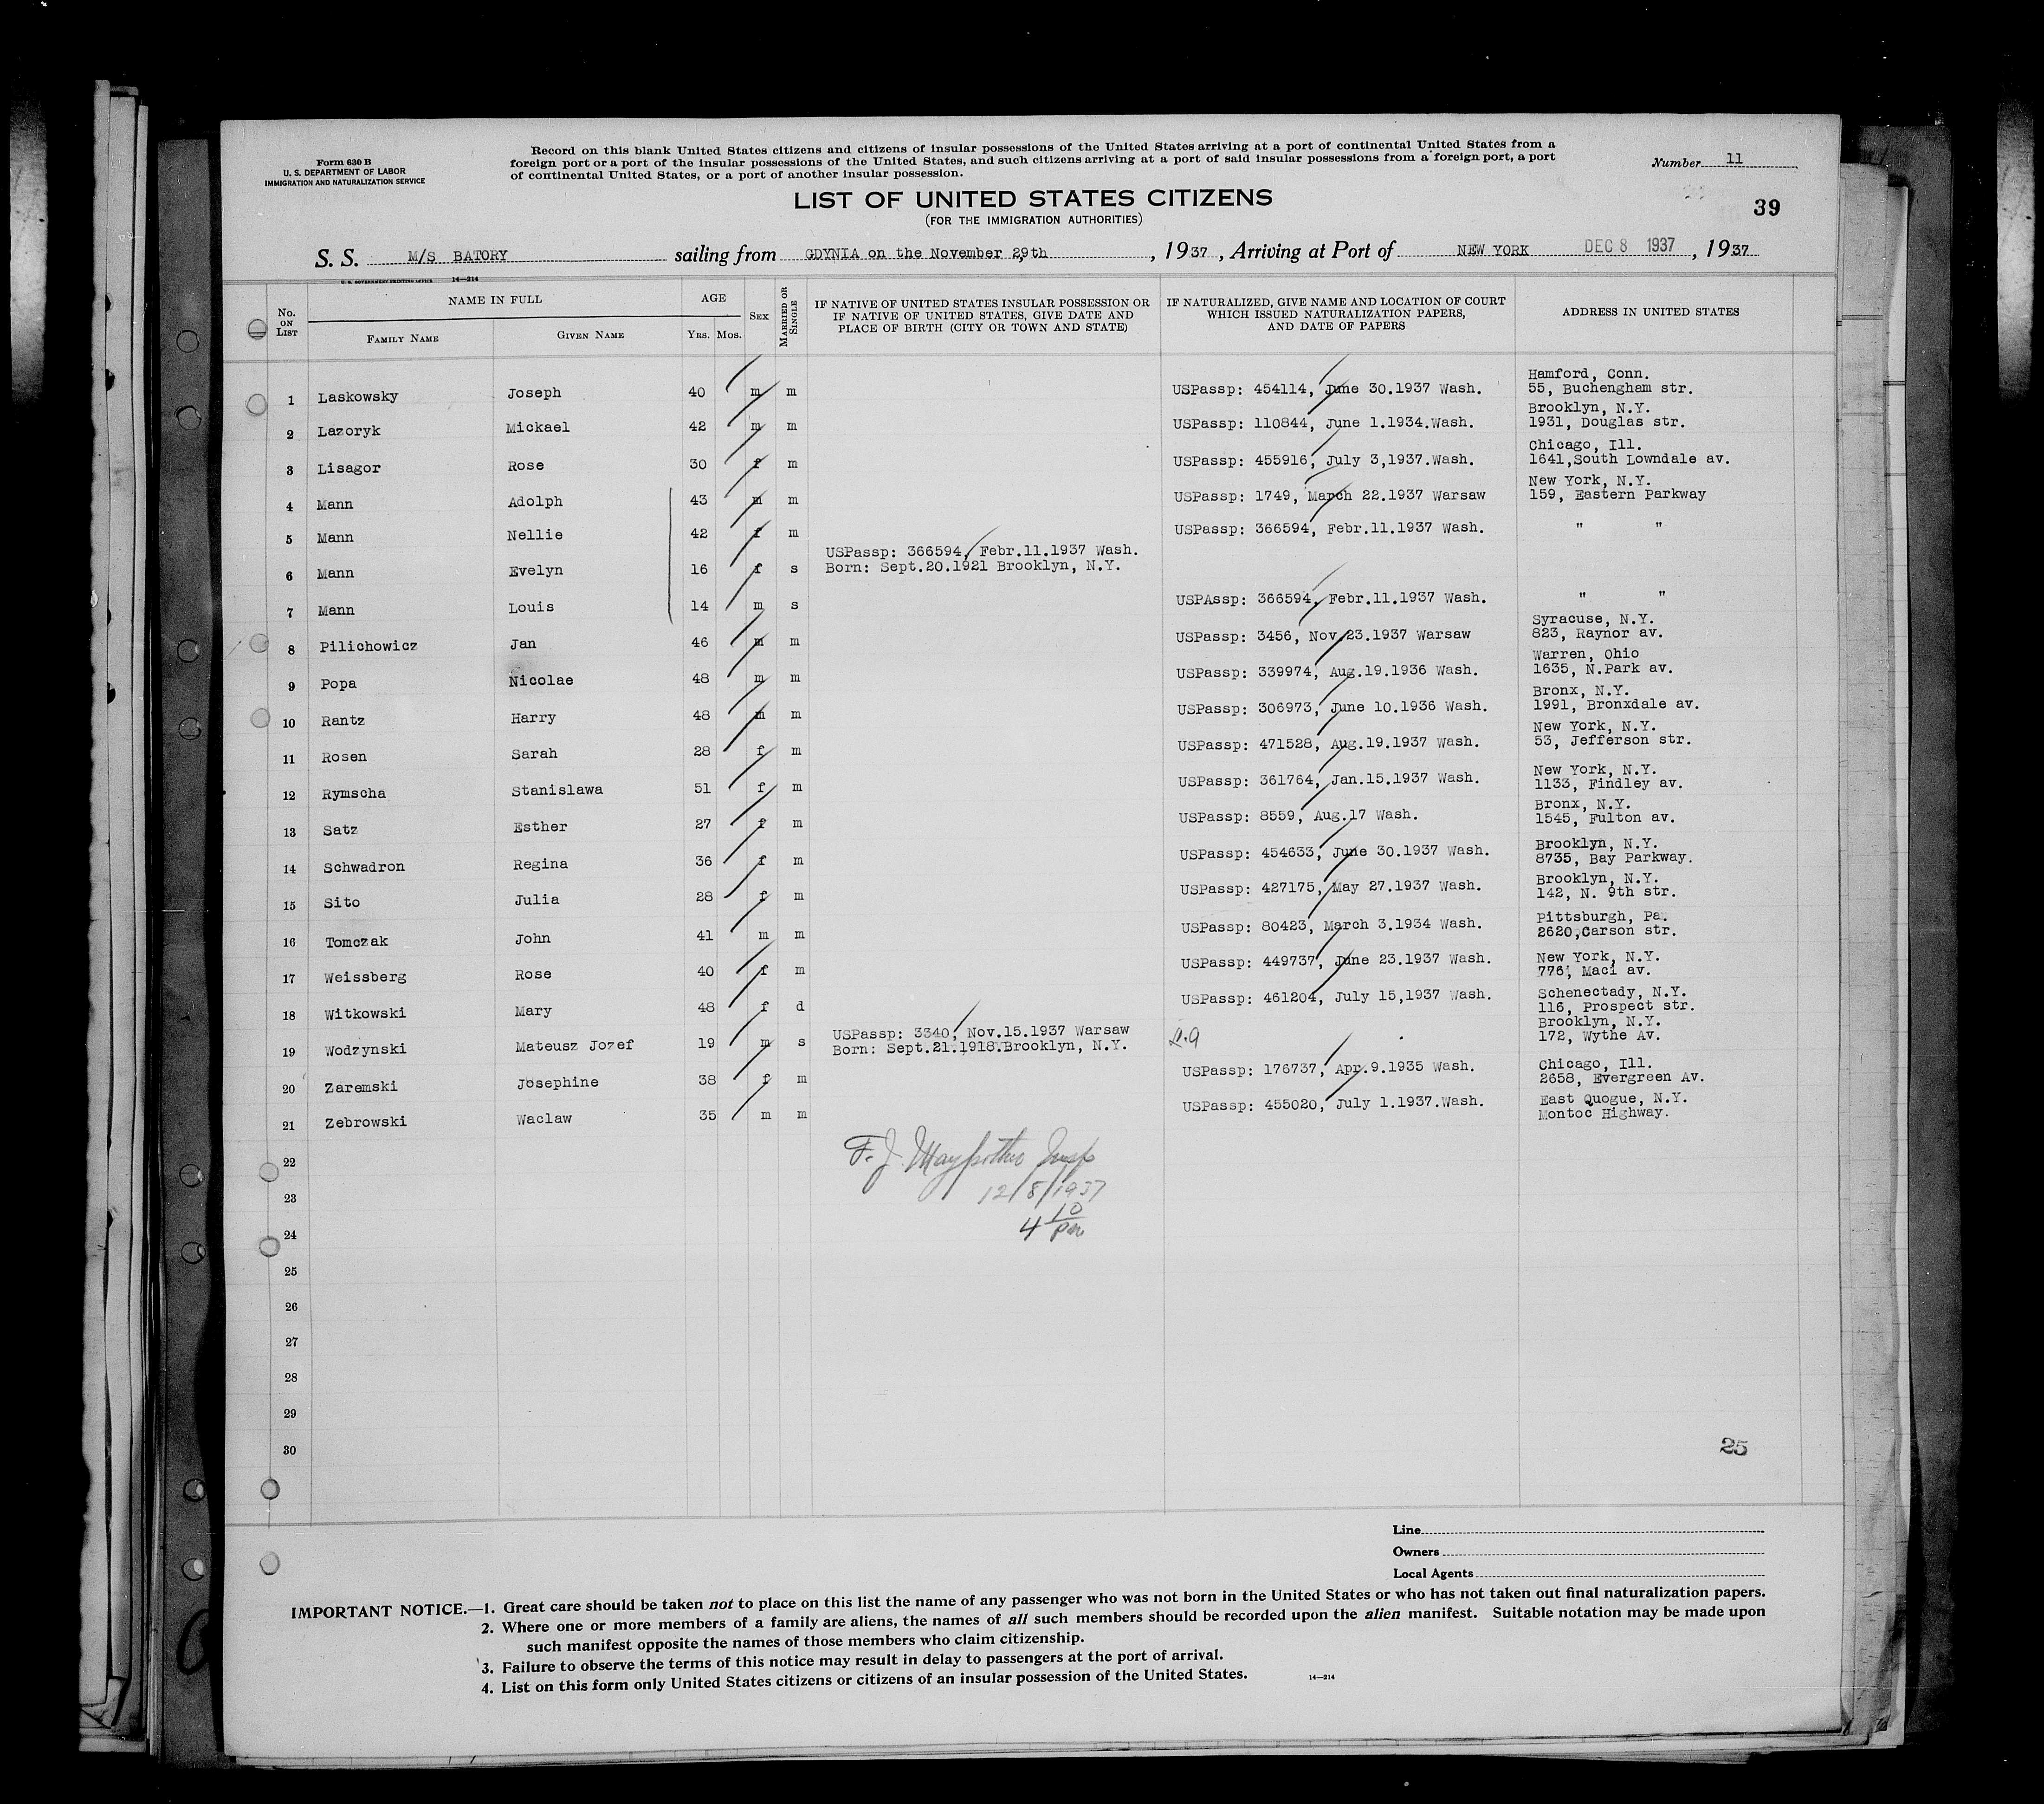 Form 630 B
U. S. DEPARTMENT OF LABOR
IMMIGRATION AND NATURALIZATION SERVICE
Record on this blank United States citizens and citizens of insular possessions of the United States arriving at a port of continental United States from a
foreign port or a port of the insular possessions of the United States, and such citizens arriving at a port of said insular possessions from a foreign port, a port
of continental United States, or a port of another insular possession.
Number 11
LIST OF UNITED STATES CITIZENS
(FOR THE IMMIGRATION AUTHORITIES)
39
S. S. M/S BATORY sailing from GDYNIA on the November 29th, 1937, Arriving at Port of NEW YORK DEC 8 1937, 1937
U. S. GOVERNMENT PRINTING OFFICE 14—214
No. ON LIST
NAME IN FULL
FAMILY NAME
GIVEN NAME
AGE
YRS. MOS.
SEX
MARRIED OR SINGLE
IF NATIVE OF UNITED STATES INSULAR POSSESSION OR
IF NATIVE OF UNITED STATES, GIVE DATE AND
PLACE OF BIRTH (CITY OR TOWN AND STATE)
IF NATURALIZED, GIVE NAME AND LOCATION OF COURT
WHICH ISSUED NATURALIZATION PAPERS,
AND DATE OF PAPERS
ADDRESS IN UNITED STATES
Hamford, Conn.
1 Laskowsky Joseph 40 m m USPassp: 454114, June 30.1937 Wash. 55, Buchengham str.
Brooklyn, N.Y.
2 Lazoryk Mickael 42 m m USPassp: 110844, June 1.1934.Wash. 1931, Douglas str.
Chicago, Ill.
3 Lisagor Rose 30 f m USPassp: 455916, July 3,1937.Wash. 1641,South Lowndale av.
New York, N.Y.
4 Mann Adolph 43 m m USPassp: 1749, March 22.1937 Warsaw 159, Eastern Parkway
5 Mann Nellie 42 f m USPassp: 366594, Febr.11.1937 Wash. " "
USPassp: 366594, Febr.11.1937 Wash.
6 Mann Evelyn 16 f s Born: Sept.20.1921 Brooklyn, N.Y.
7 Mann Louis 14 m s USPAssp: 366594, Febr.11.1937 Wash. " "
Syracuse, N.Y.
8 Pilichowicz Jan 46 m m USPassp: 3456, Nov.23.1937 Warsaw 823, Raynor av.
Warren, Ohio
9 Popa Nicolae 48 m m USPassp: 339974, Aug.19.1936 Wash. 1635, N.Park av.
Bronx, N.Y.
10 Rantz Harry 48 m m USPassp: 306973, June 10.1936 Wash. 1991, Bronxdale av.
New York, N.Y.
11 Rosen Sarah 28 f m USPassp: 471528, Aug.19.1937 Wash. 53, Jefferson str.
New York, N.Y.
12 Rymscha Stanislawa 51 f m USPassp: 361764, Jan.15.1937 Wash. 1133, Findley av.
Bronx, N.Y.
13 Satz Esther 27 f m USPassp: 8559, Aug.17 Wash. 1545, Fulton av.
Brooklyn, N.Y.
14 Schwadron Regina 36 f m USPassp: 454633, June 30.1937 Wash. 8735, Bay Parkway.
Brooklyn, N.Y.
15 Sito Julia 28 f m USPassp: 427175, May 27.1937 Wash. 142, N. 9th str.
Pittsburgh, Pa.
16 Tomczak John 41 m m USPassp: 80423, March 3.1934 Wash. 2620,Carson str.
New York, N.Y.
17 Weissberg Rose 40 f m USPassp: 449737, June 23.1937 Wash. 776, Maci av.
Schenectady, N.Y.
18 Witkowski Mary 48 f d USPassp: 461204, July 15,1937 Wash. 116, Prospect str.
USPassp: 3340, Nov.15.1937 Warsaw Brooklyn, N.Y.
19 Wodzynski Mateusz Jozef 19 m s Born: Sept.21.1918.Brooklyn, N.Y. 172, Wythe Av.
Chicago, Ill.
20 Zaremski Josephine 38 f m USPassp: 176737, Apr.9.1935 Wash. 2658, Evergreen Av.
East Quogue, N.Y.
21 Zebrowski Waclaw 35 m m USPassp: 455020, July 1.1937.Wash. Montoc Highway.
22
F. J. Insp
23
12/8/1937
24
4 10 pm
25
26
27
28
29
30
25
Line
Owners
Local Agents
IMPORTANT NOTICE.—1. Great care should be taken not to place on this list the name of any passenger who was not born in the United States or who has not taken out final naturalization papers.
2. Where one or more members of a family are aliens, the names of all such members should be recorded upon the alien manifest. Suitable notation may be made upon
such manifest opposite the names of those members who claim citizenship.
3. Failure to observe the terms of this notice may result in delay to passengers at the port of arrival.
4. List on this form only United States citizens or citizens of an insular possession of the United States.
14—214